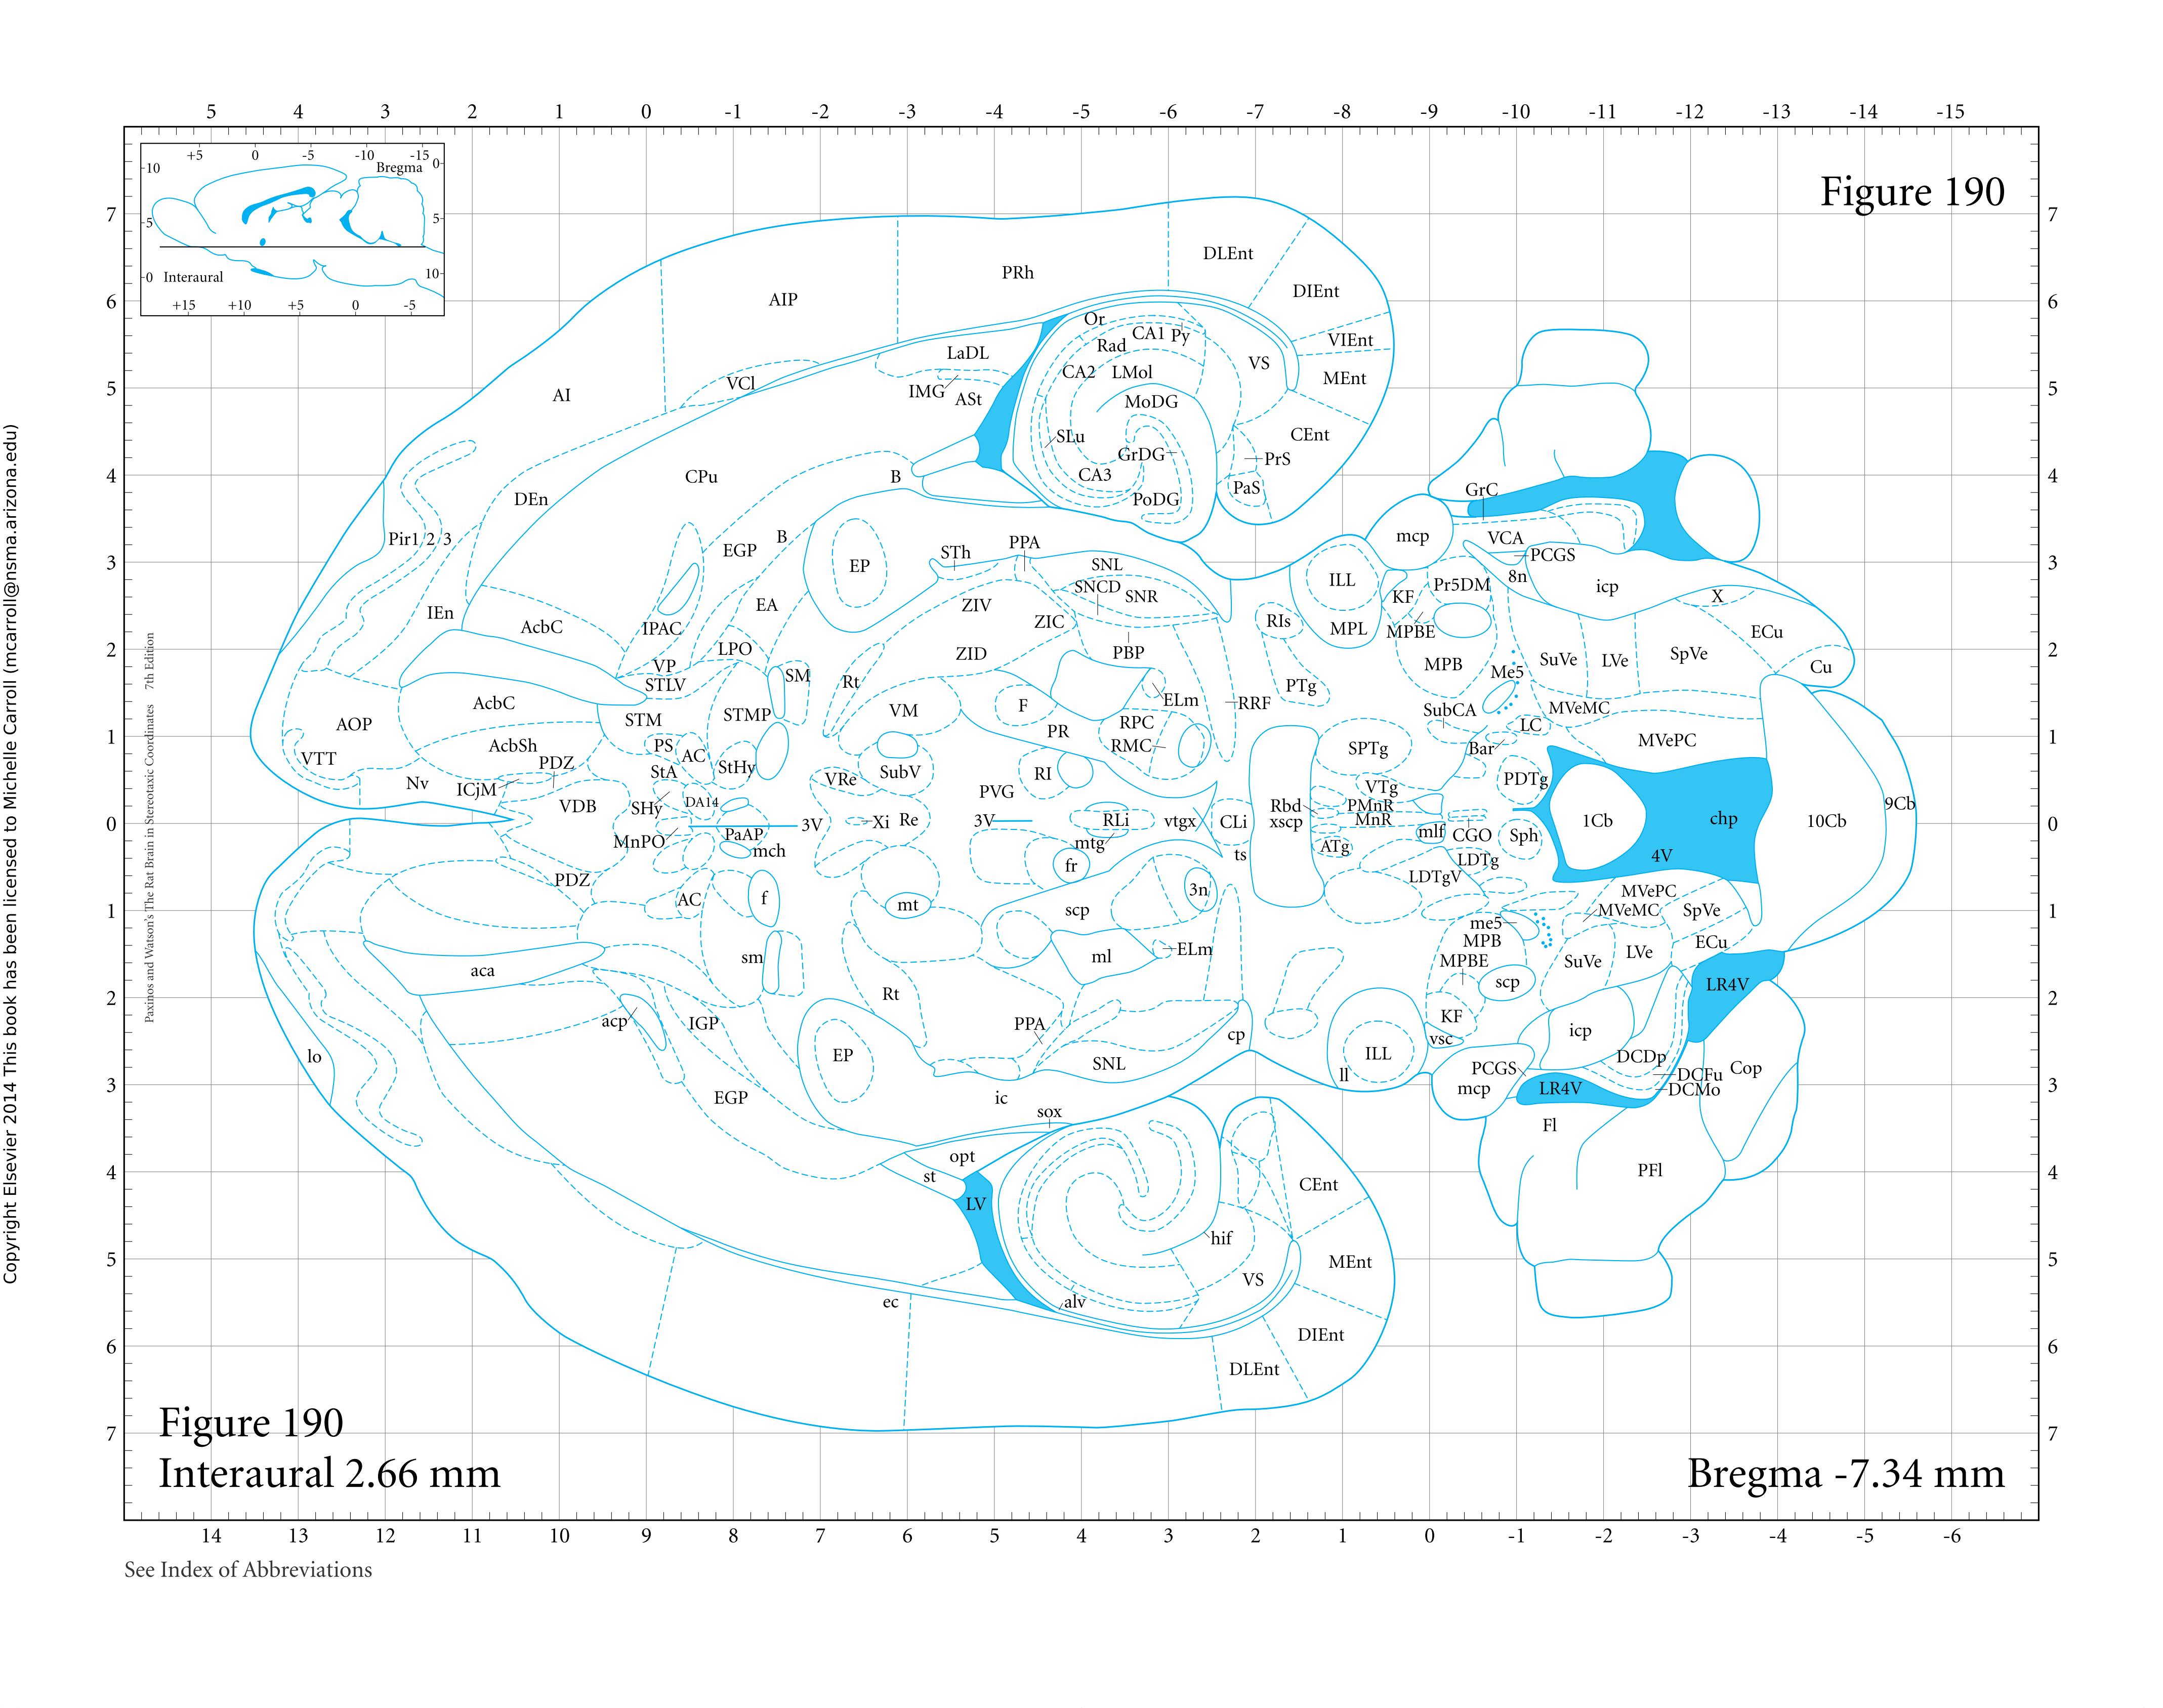 5 4 3 2 1 0 -1 -2 -3 -4 -5 -6 -7 -8 -9 -10 -11 -12 -13 -14 -15
+5 0 -5 -10 -15
Bregma
10 5 0
0 5 10
Interaural
+15 +10 +5 0 -5
Figure 190
7 6 5 4 3 2 1 0 1 2 3 4 5 6 7
7 6 5 4 3 2 1 0 1 2 3 4 5 6 7
DLEnt
PRh
DIEnt
AIP
Or
CA1 Py
VIEnt
Rad
LaDL
VS
CA2 LMol
MEnt
VCl
IMG
ASt
AI
MoDG
SLu
CEnt
GrDG
PrS
CPu
B
CA3
PaS
GrC
DEn
PoDG
Pir1 2 3
B
mcp
VCA
EGP
STh
PPA
PCGS
EP
SNL
ILL
8n
SNCD
Pr5DM
icp
SNR
KF
X
EA
ZIV
IEn
ZIC
RIs
AcbC
IPAC
MPL
MPBE
ECu
LPO
ZID
PBP
SuVe
LVe
SpVe
VP
MPB
Cu
STLV
SM
Rt
Me5
PTg
AcbC
F
ELm
RRF
STMP
VM
SubCA
MVeMC
AOP
STM
RPC
LC
PR
AcbSh
PS
RMC
SPTg
Bar
MVePC
VTT
PDZ
AC
StA
StHy
SubV
RI
VRe
PDTg
Nv
ICjM
VTg
PVG
VDB
SHy
DA14
Rbd
PMnR
9Cb
3V
Xi
Re
3V
RLi
vtgx
CLi
xscp
MnR
1Cb
chp
10Cb
PaAP
mlf
CGO
Sph
MnPO
mtg
mch
ATg
ts
4V
fr
LDTg
PDZ
LDTgV
AC
f
3n
MVePC
mt
scp
MVeMC
SpVe
me5
MPB
ECu
ELm
LVe
aca
sm
ml
MPBE
SuVe
scp
LR4V
Rt
acp
IGP
PPA
KF
icp
cp
vsc
lo
EP
ILL
DCDp
SNL
PCGS
Cop
ll
DCFu
mcp
LR4V
DCMo
EGP
ic
sox
Fl
opt
PFl
st
CEnt
LV
hif
MEnt
VS
ec
alv
DIEnt
DLEnt
Figure 190
Interaural 2.66 mm
Bregma -7.34 mm
14 13 12 11 10 9 8 7 6 5 4 3 2 1 0 -1 -2 -3 -4 -5 -6
See Index of Abbreviations
Paxinos and Watson's The Rat Brain in Stereotaxic Coordinates 7th Edition
Copyright Elsevier 2014 This book has been licensed to Michelle Carroll (mcarroll@nsma.arizona.edu)